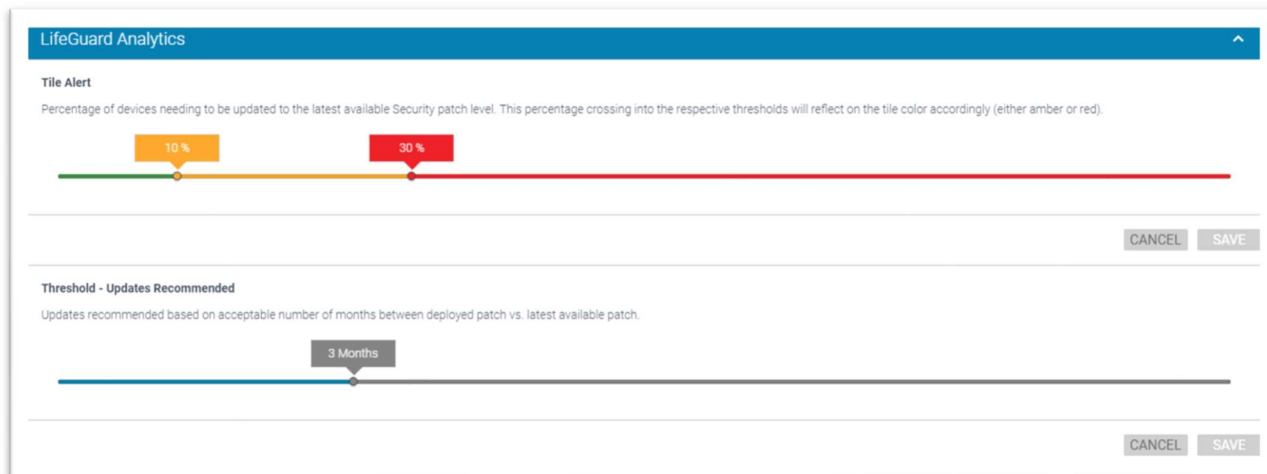 LifeGuard Analytics
Tile Alert
Percentage of devices needing to be updated to the latest available Security patch level. This percentage crossing into the respective thresholds will reflect on the tile color accordingly (either amber or red).
10 %
30 %
CANCEL
SAVE
Threshold - Updates Recommended
Updates recommended based on acceptable number of months between deployed patch vs. latest available patch.
3 Months
CANCEL
SAVE